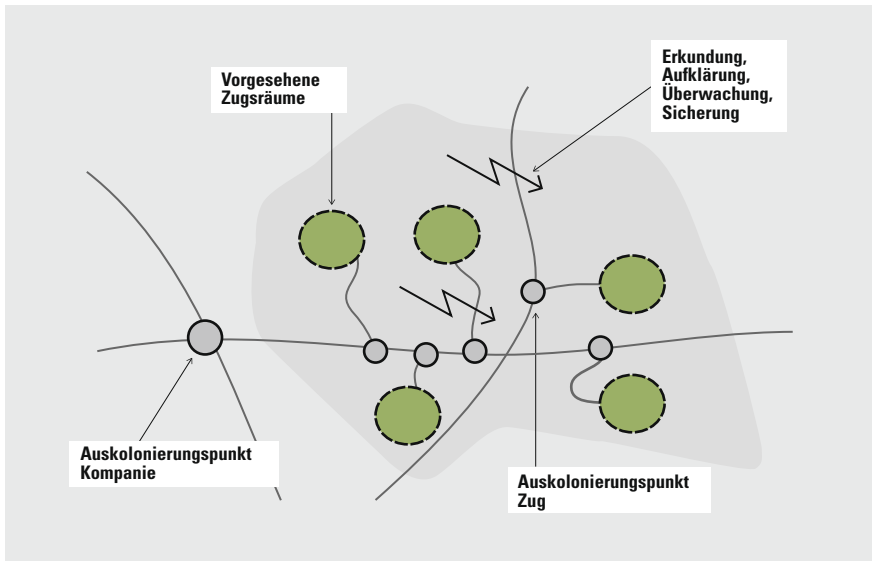 Vorgesehene
Zugsräume
Erkundung,
Aufklärung,
Überwachung,
Sicherung
Auskolonierungspunkt
Kompanie
Auskolonierungspunkt
Zug